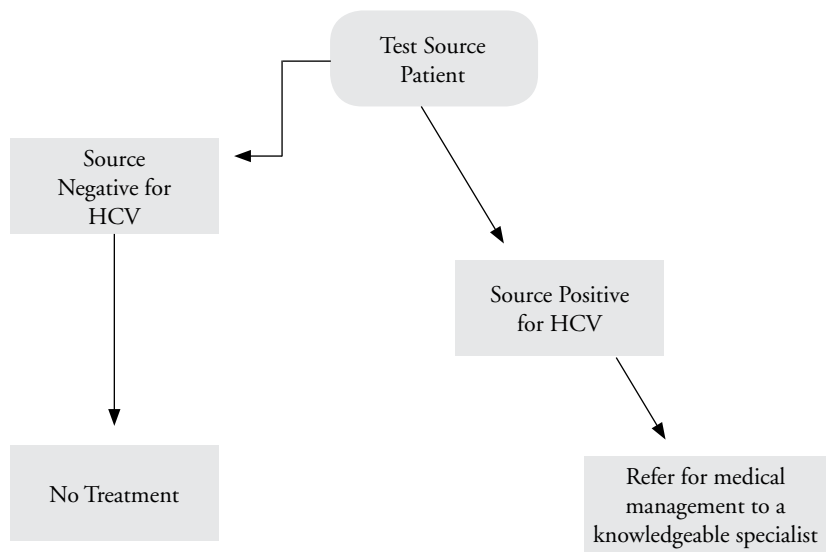 Test Source
Patient
Source
Negative for
HCV
Source Positive
for HCV
No Treatment
Refer for medical
management to a
knowledgeable specialist